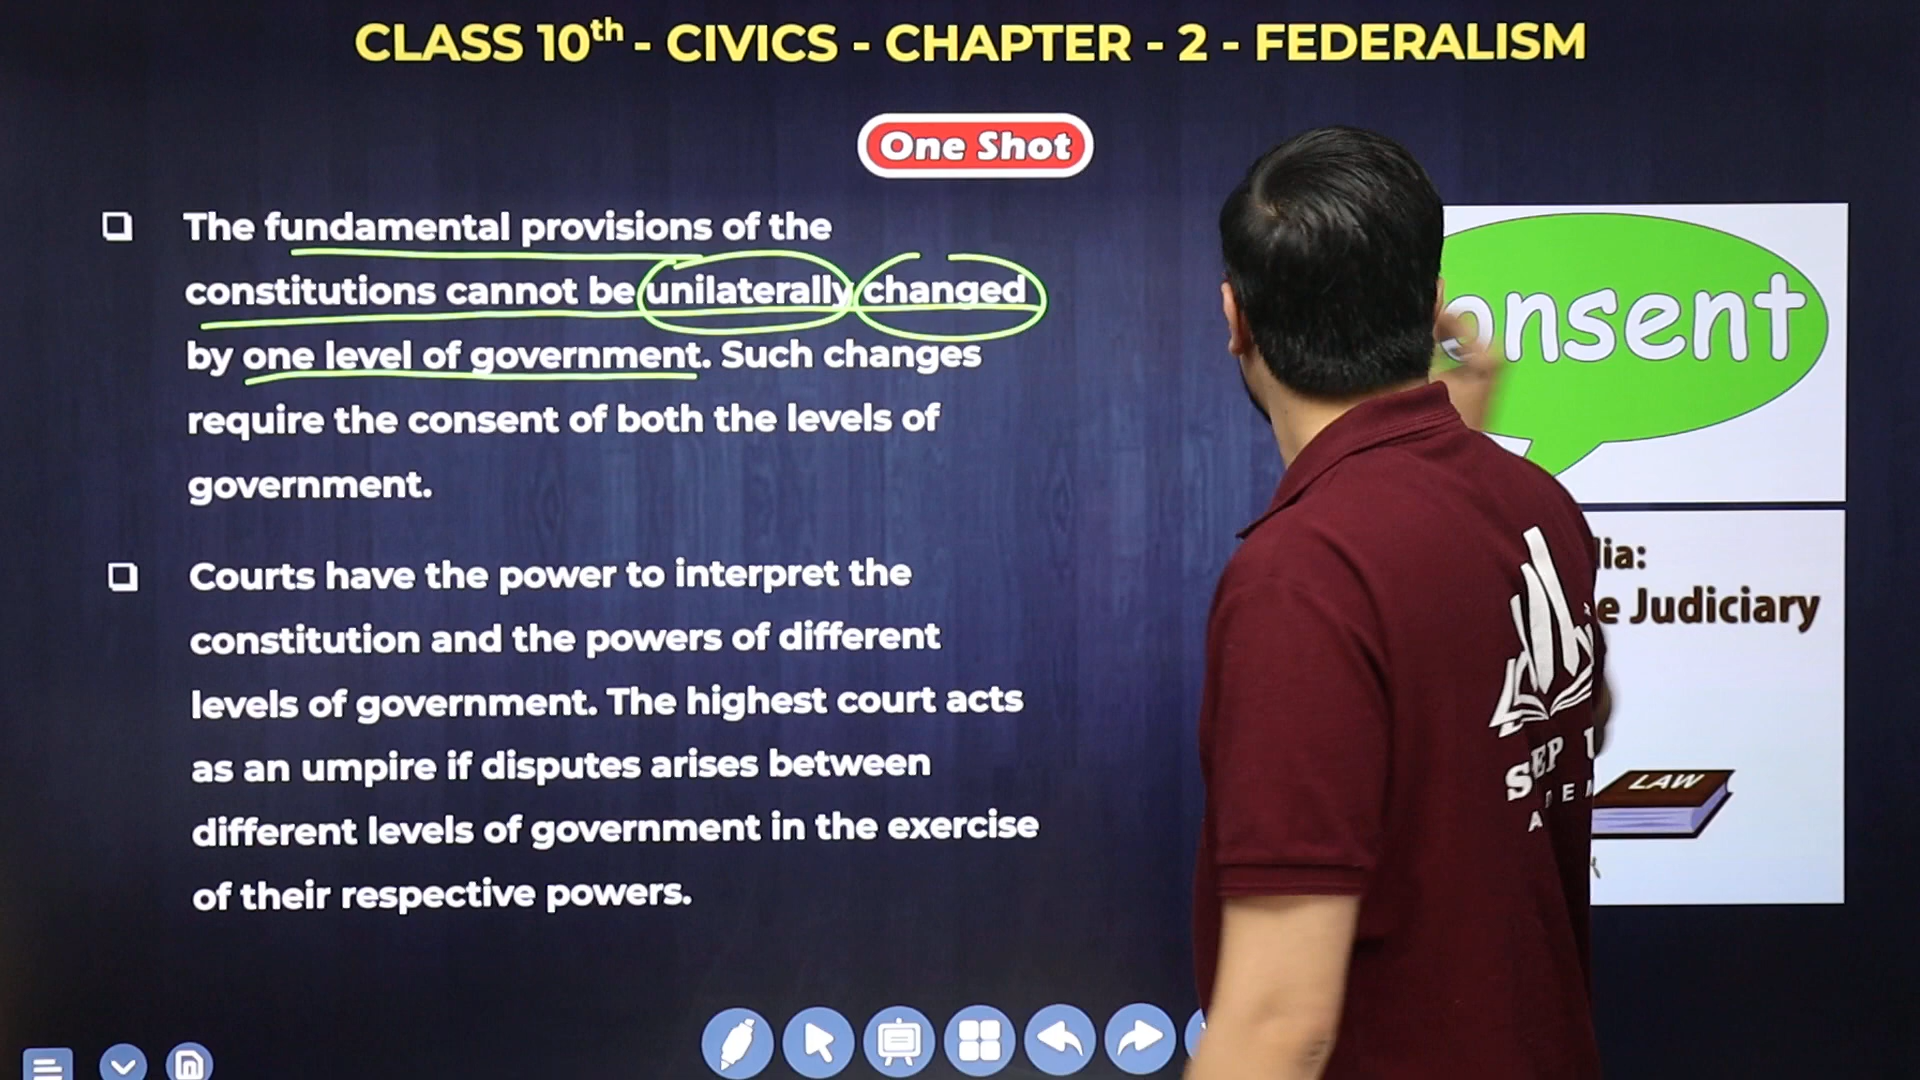 CLASS 10th - CIVICS - CHAPTER - 2 - FEDERALISM
One Shot
The fundamental provisions of the
constitutions cannot be unilaterally changed
by one level of government. Such changes
require the consent of both the levels of
government.
Courts have the power to interpret the
constitution and the powers of different
levels of government. The highest court acts
as an umpire if disputes arises between
different levels of government in the exercise
of their respective powers.
onsent
lia:
e Judiciary
LAW